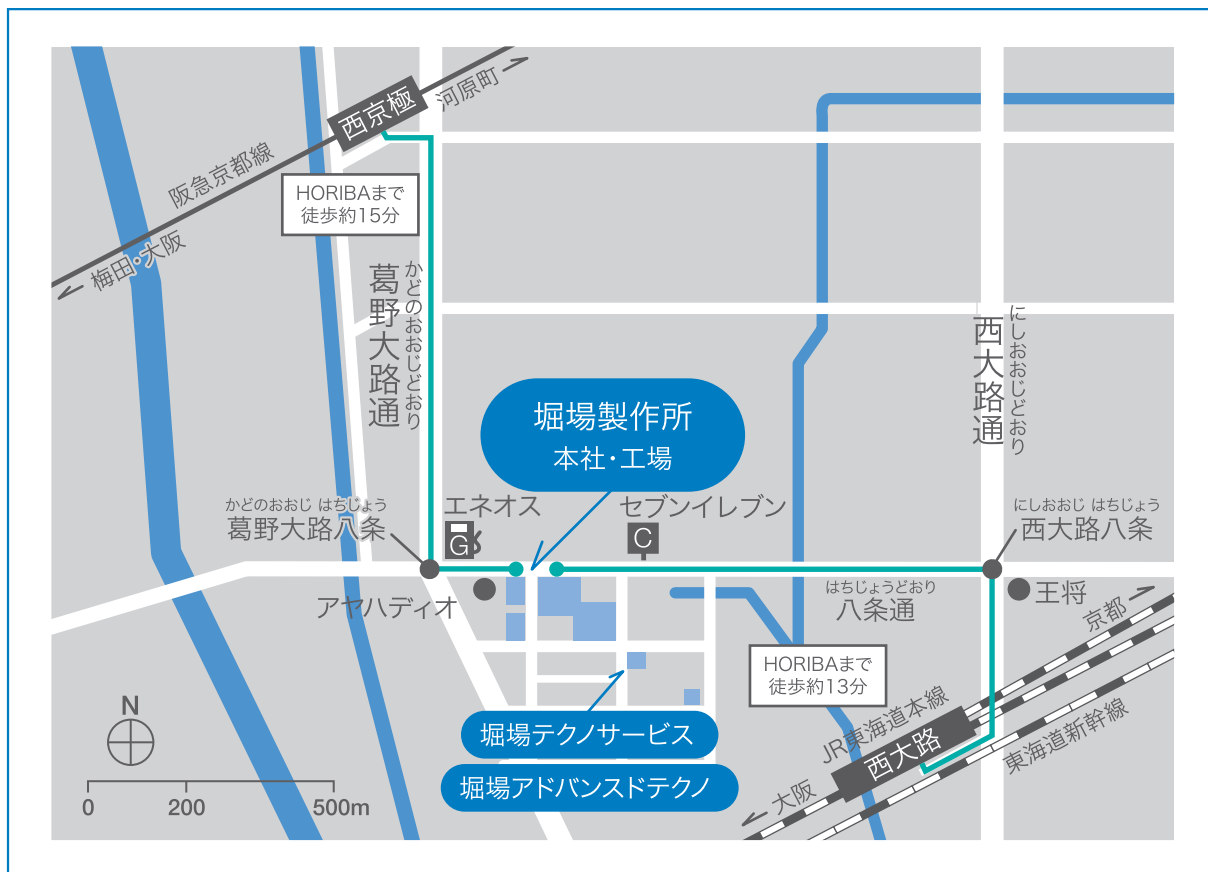 河原町
西京極
阪急京都線
HORIBAまで
徒歩約15分
梅田・大阪
かどのおおじどおり
葛野大路通
にしおおじどおり
西大路通
堀場製作所
本社・工場
エネオス
セブンイレブン
かどのおおじ はちじょう
葛野大路八条
にしおおじ はちじょう
西大路八条
G
C
アヤハディオ
はちじょうどおり
八条通
王将
京都
HORIBAまで
徒歩約13分
JR東海道本線
西大路
東海道新幹線
大阪
堀場テクノサービス
堀場アドバンスドテクノ
N
0 200 500m